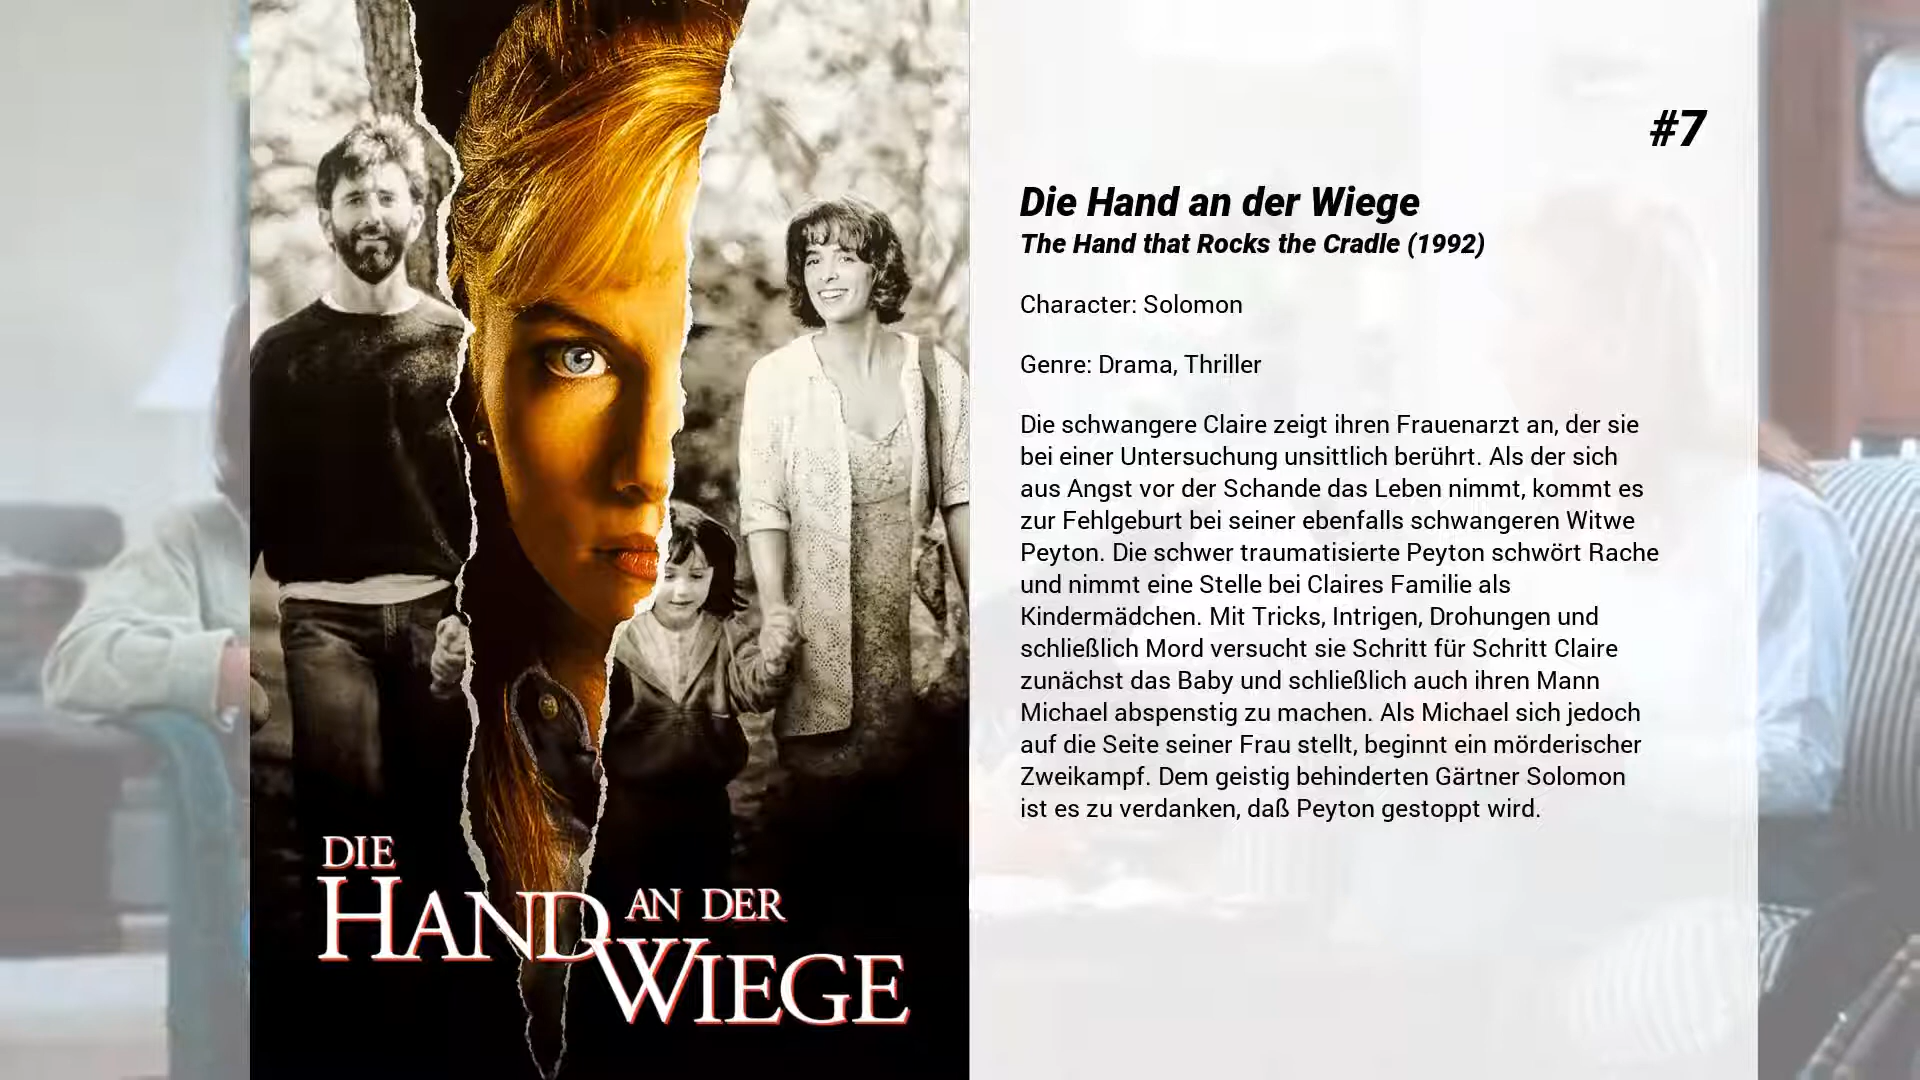 DIE
HAND AN DER
WIEGE
#7
Die Hand an der Wiege
The Hand that Rocks the Cradle (1992)
Character: Solomon
Genre: Drama, Thriller
Die schwangere Claire zeigt ihren Frauenarzt an, der sie
bei einer Untersuchung unsittlich berührt. Als der sich
aus Angst vor der Schande das Leben nimmt, kommt es
zur Fehlgeburt bei seiner ebenfalls schwangeren Witwe
Peyton. Die schwer traumatisierte Peyton schwört Rache
und nimmt eine Stelle bei Claires Familie als
Kindermädchen. Mit Tricks, Intrigen, Drohungen und
schließlich Mord versucht sie Schritt für Schritt Claire
zunächst das Baby und schließlich auch ihren Mann
Michael abspenstig zu machen. Als Michael sich jedoch
auf die Seite seiner Frau stellt, beginnt ein mörderischer
Zweikampf. Dem geistig behinderten Gärtner Solomon
ist es zu verdanken, daß Peyton gestoppt wird.